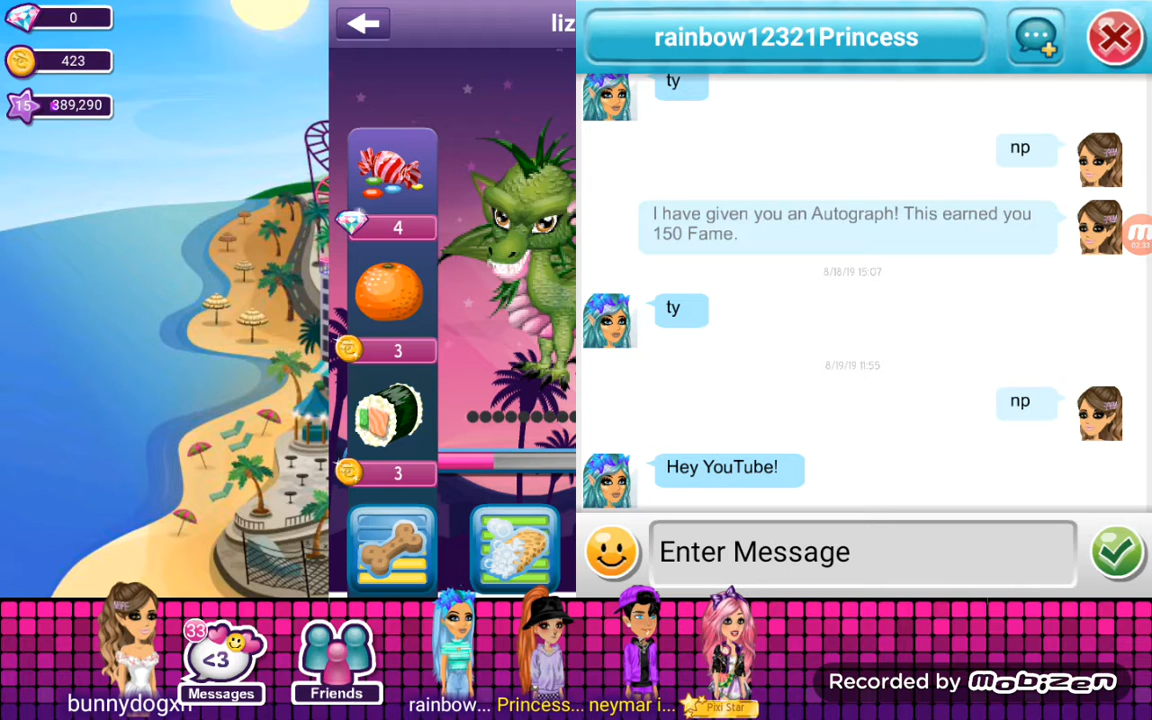 0
423
15
389,290
liz
4
3
3
rainbow12321Princess
ty
np
I have given you an Autograph! This earned you
150 Fame.
8/18/19 15:07
ty
8/19/19 11:55
np
Hey YouTube!
Enter Message
33
<3
Messages
Friends
bunnydogxn
rainbow...
Princess...
neymar i...
Pixi Star
Recorded by mobizen